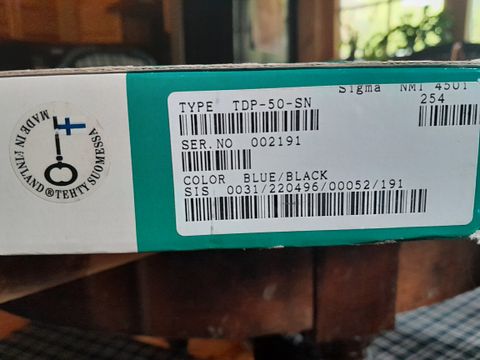 Sigma NMT 450i
TYPE TDP-50-SN
254
SER.NO 002191
COLOR BLUE/BLACK
SIS 0031/220496/00052/191
MADE IN FINLAND ® TEHTY SUOMESSA